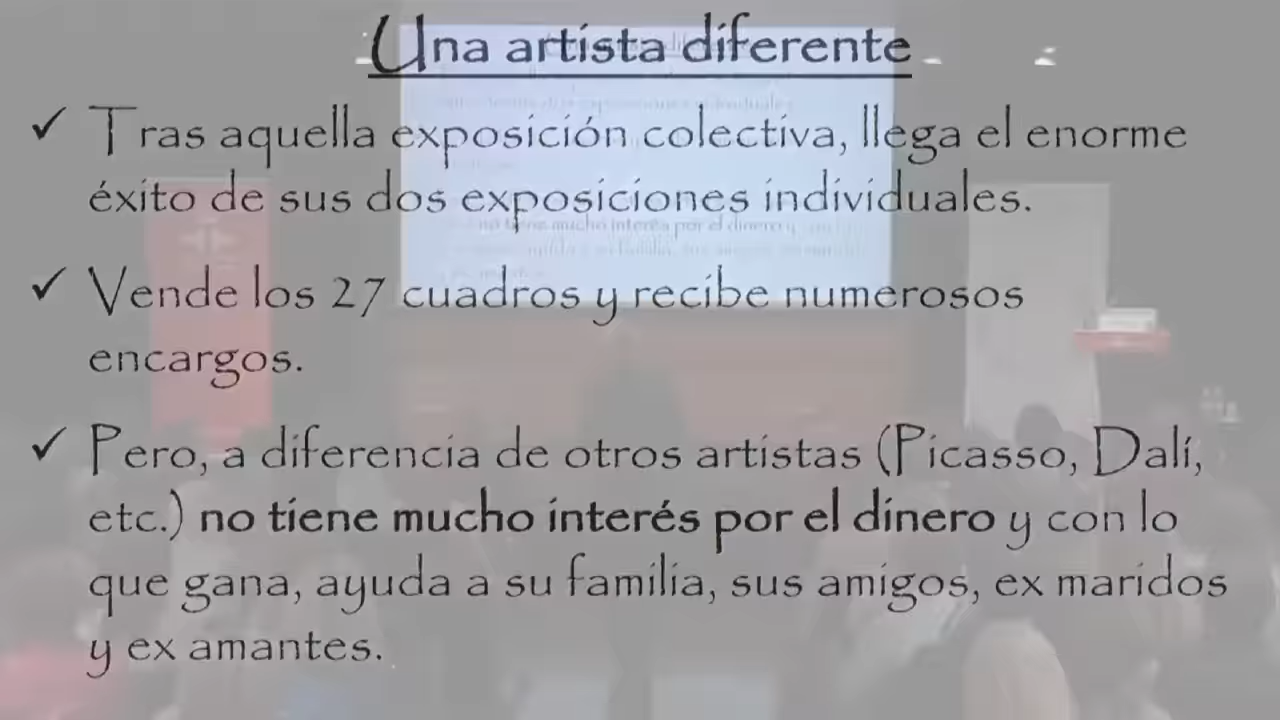 Una artista diferente
✓ Tras aquella exposición colectiva, llega el enorme
éxito de sus dos exposiciones individuales.
✓ Vende los 27 cuadros y recibe numerosos
encargos.
✓ Pero, a diferencia de otros artistas (Picasso, Dalí,
etc.) no tiene mucho interés por el dinero y con lo
que gana, ayuda a su familia, sus amigos, ex maridos
y ex amantes.